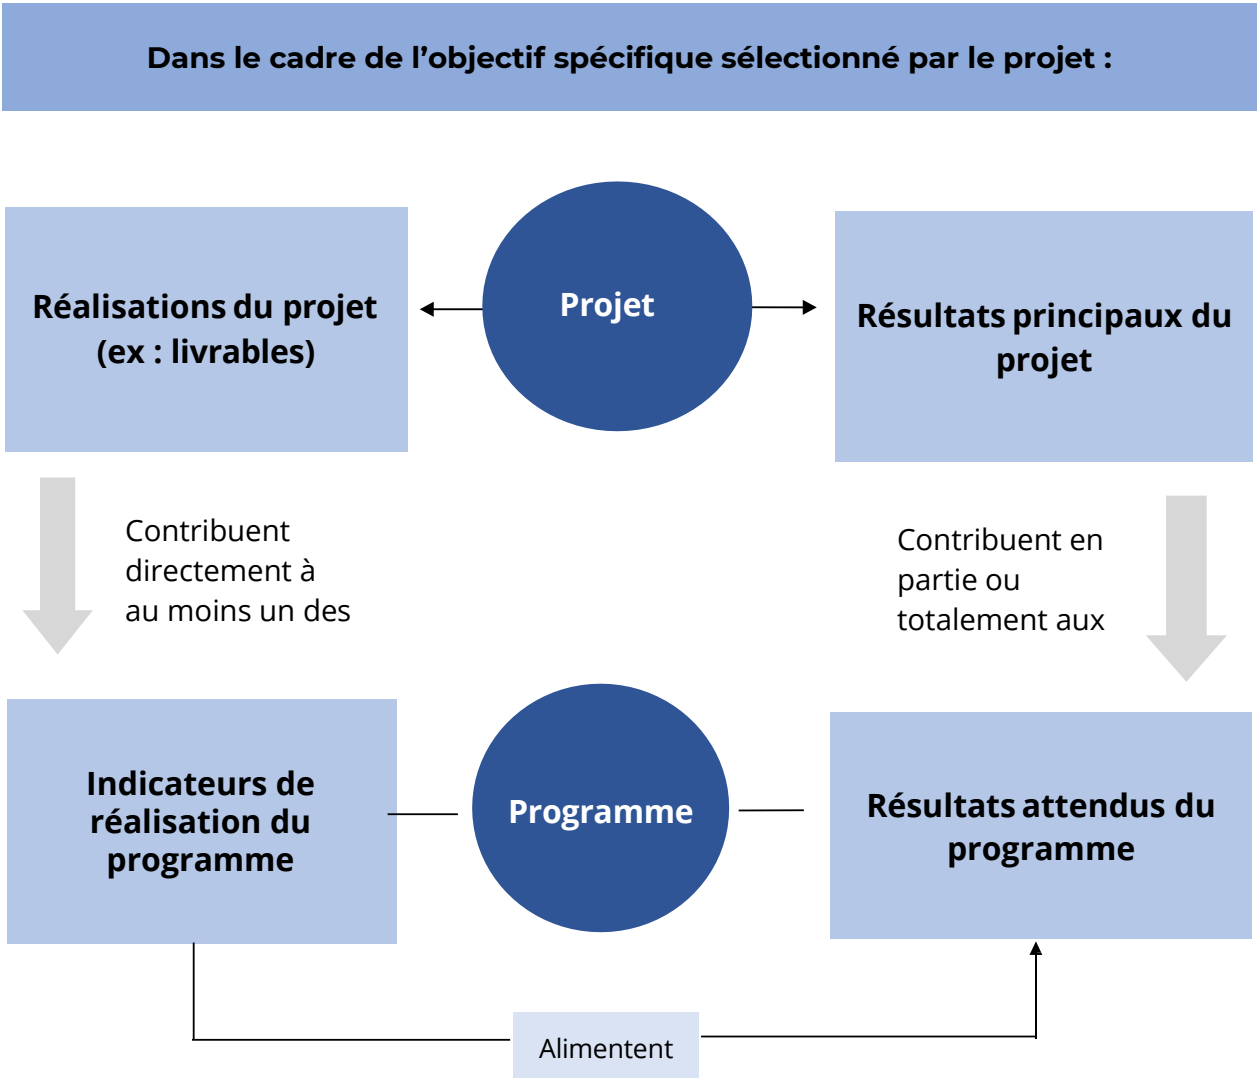 Dans le cadre de l’objectif spécifique sélectionné par le projet :
Réalisations du projet
(ex : livrables)
Projet
Résultats principaux du
projet
Contribuent
directement à
au moins un des
Contribuent en
partie ou
totalement aux
Indicateurs de
réalisation du
programme
Programme
Résultats attendus du
programme
Alimentent